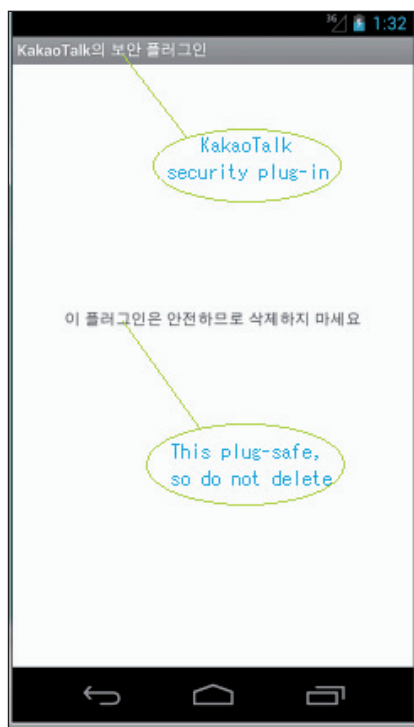 3G 1:32
KakaoTalk의 보안 플러그인
KakaoTalk
security plug-in
이 플러그인은 안전하므로 삭제하지 마세요
This plug-safe,
so do not delete